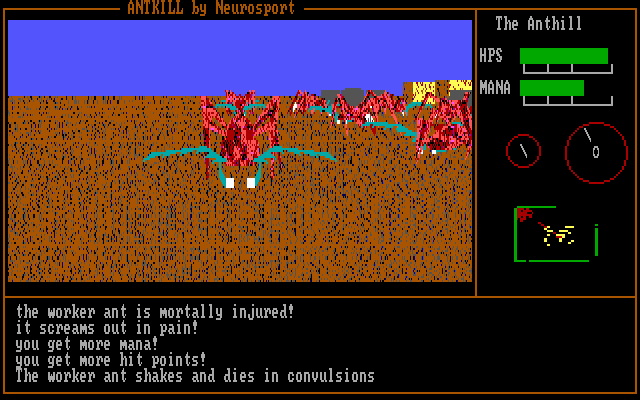 ANTKILL by Neurosport
The Anthill
HPS
MANA
0
the worker ant is mortally injured!
it screams out in pain!
you get more mana!
you get more hit points!
The worker ant shakes and dies in convulsions